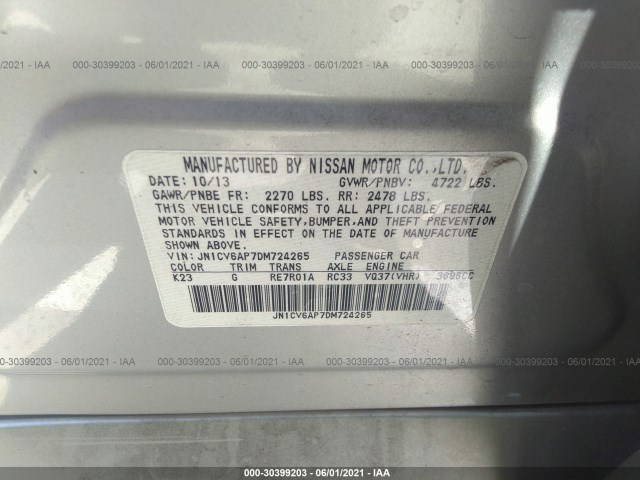 000-30399203 - 06/01/2021 - IAA
MANUFACTURED BY NISSAN MOTOR CO.,LTD.
DATE: 10/13 GVWR/PNBV: 4722 LBS.
GAWR/PNBE FR: 2270 LBS. RR: 2478 LBS.
THIS VEHICLE CONFORMS TO ALL APPLICABLE FEDERAL
MOTOR VEHICLE SAFETY,BUMPER,AND THEFT PREVENTION
STANDARDS IN EFFECT ON THE DATE OF MANUFACTURE
SHOWN ABOVE.
VIN: JN1CV6AP7DM724265 PASSENGER CAR
COLOR TRIM TRANS AXLE ENGINE
K23 G RE7R01A RC33 VQ37(VHR) 3696CC
JN1CV6AP7DM724265
000-30399203 - 06/01/2021 - IAA
000-30399203 - 06/01/2021 - IAA